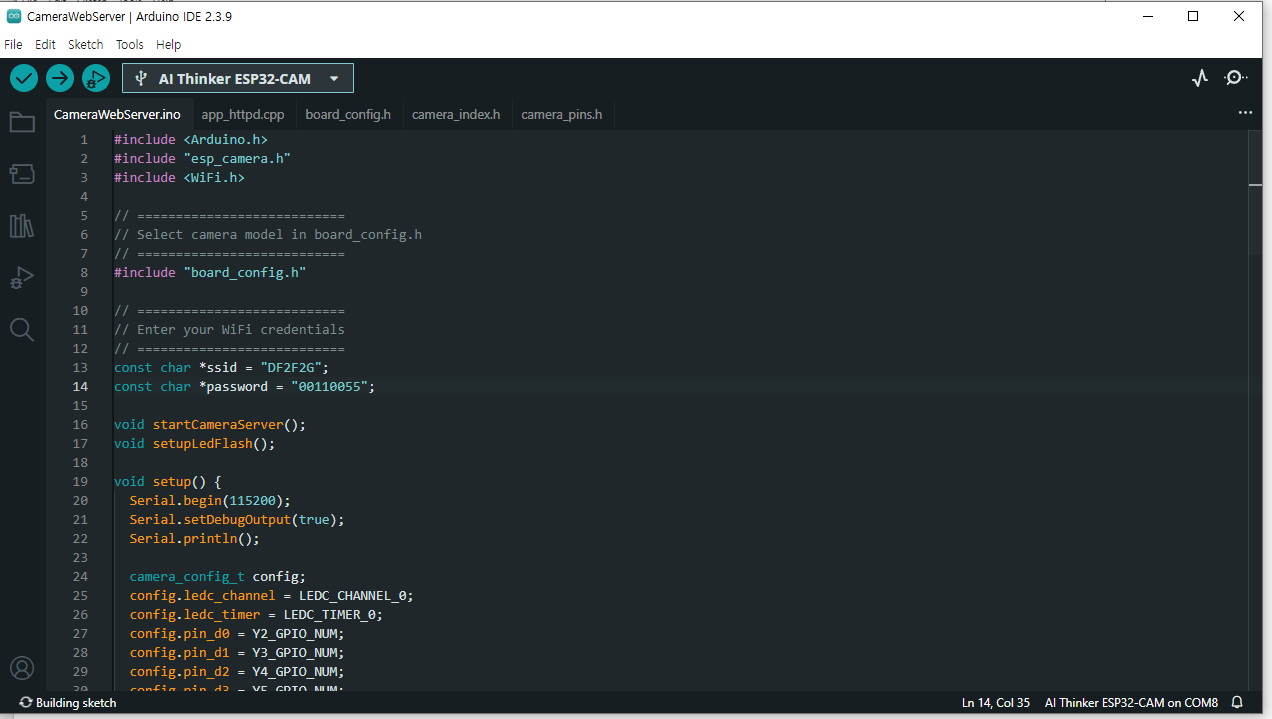 CameraWebServer | Arduino IDE 2.3.9
File Edit Sketch Tools Help
AI Thinker ESP32-CAM
CameraWebServer.ino app_httpd.cpp board_config.h camera_index.h camera_pins.h ...
1 #include <Arduino.h>
2 #include "esp_camera.h"
3 #include <WiFi.h>
4
5 // ===========================
6 // Select camera model in board_config.h
7 // ===========================
8 #include "board_config.h"
9
10 // ===========================
11 // Enter your WiFi credentials
12 // ===========================
13 const char *ssid = "DF2F2G";
14 const char *password = "00110055";
15
16 void startCameraServer();
17 void setupLedFlash();
18
19 void setup() {
20 Serial.begin(115200);
21 Serial.setDebugOutput(true);
22 Serial.println();
23
24 camera_config_t config;
25 config.ledc_channel = LEDC_CHANNEL_0;
26 config.ledc_timer = LEDC_TIMER_0;
27 config.pin_d0 = Y2_GPIO_NUM;
28 config.pin_d1 = Y3_GPIO_NUM;
29 config.pin_d2 = Y4_GPIO_NUM;
30 config.pin_d3 = Y5_GPIO_NUM;
Building sketch Ln 14, Col 35 AI Thinker ESP32-CAM on COM8